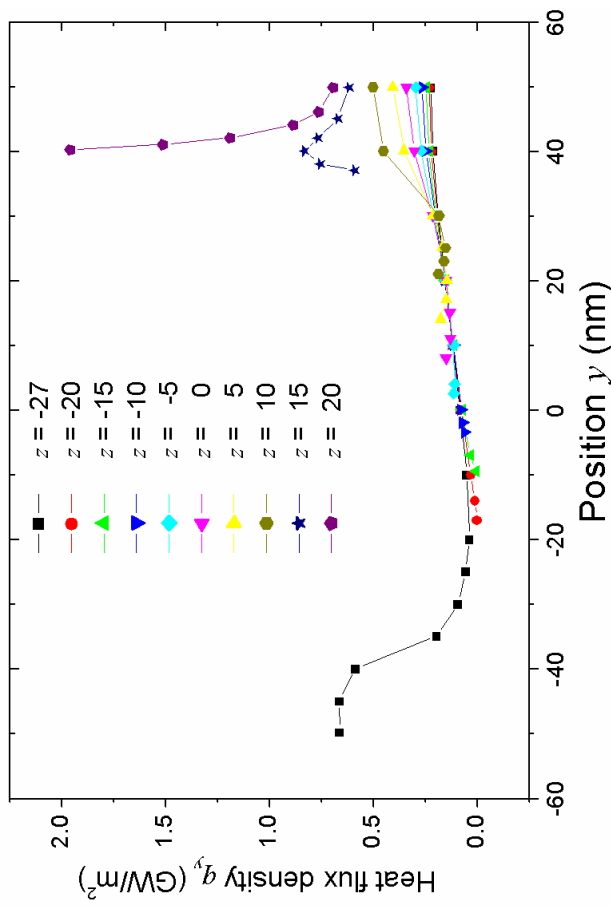 Heat flux density q_y (GW/m²)
2.0
1.5
1.0
0.5
0.0
z = -27
z = -20
z = -15
z = -10
z = -5
z = 0
z = 5
z = 10
z = 15
z = 20
-60
-40
-20
0
20
40
60
Position y (nm)